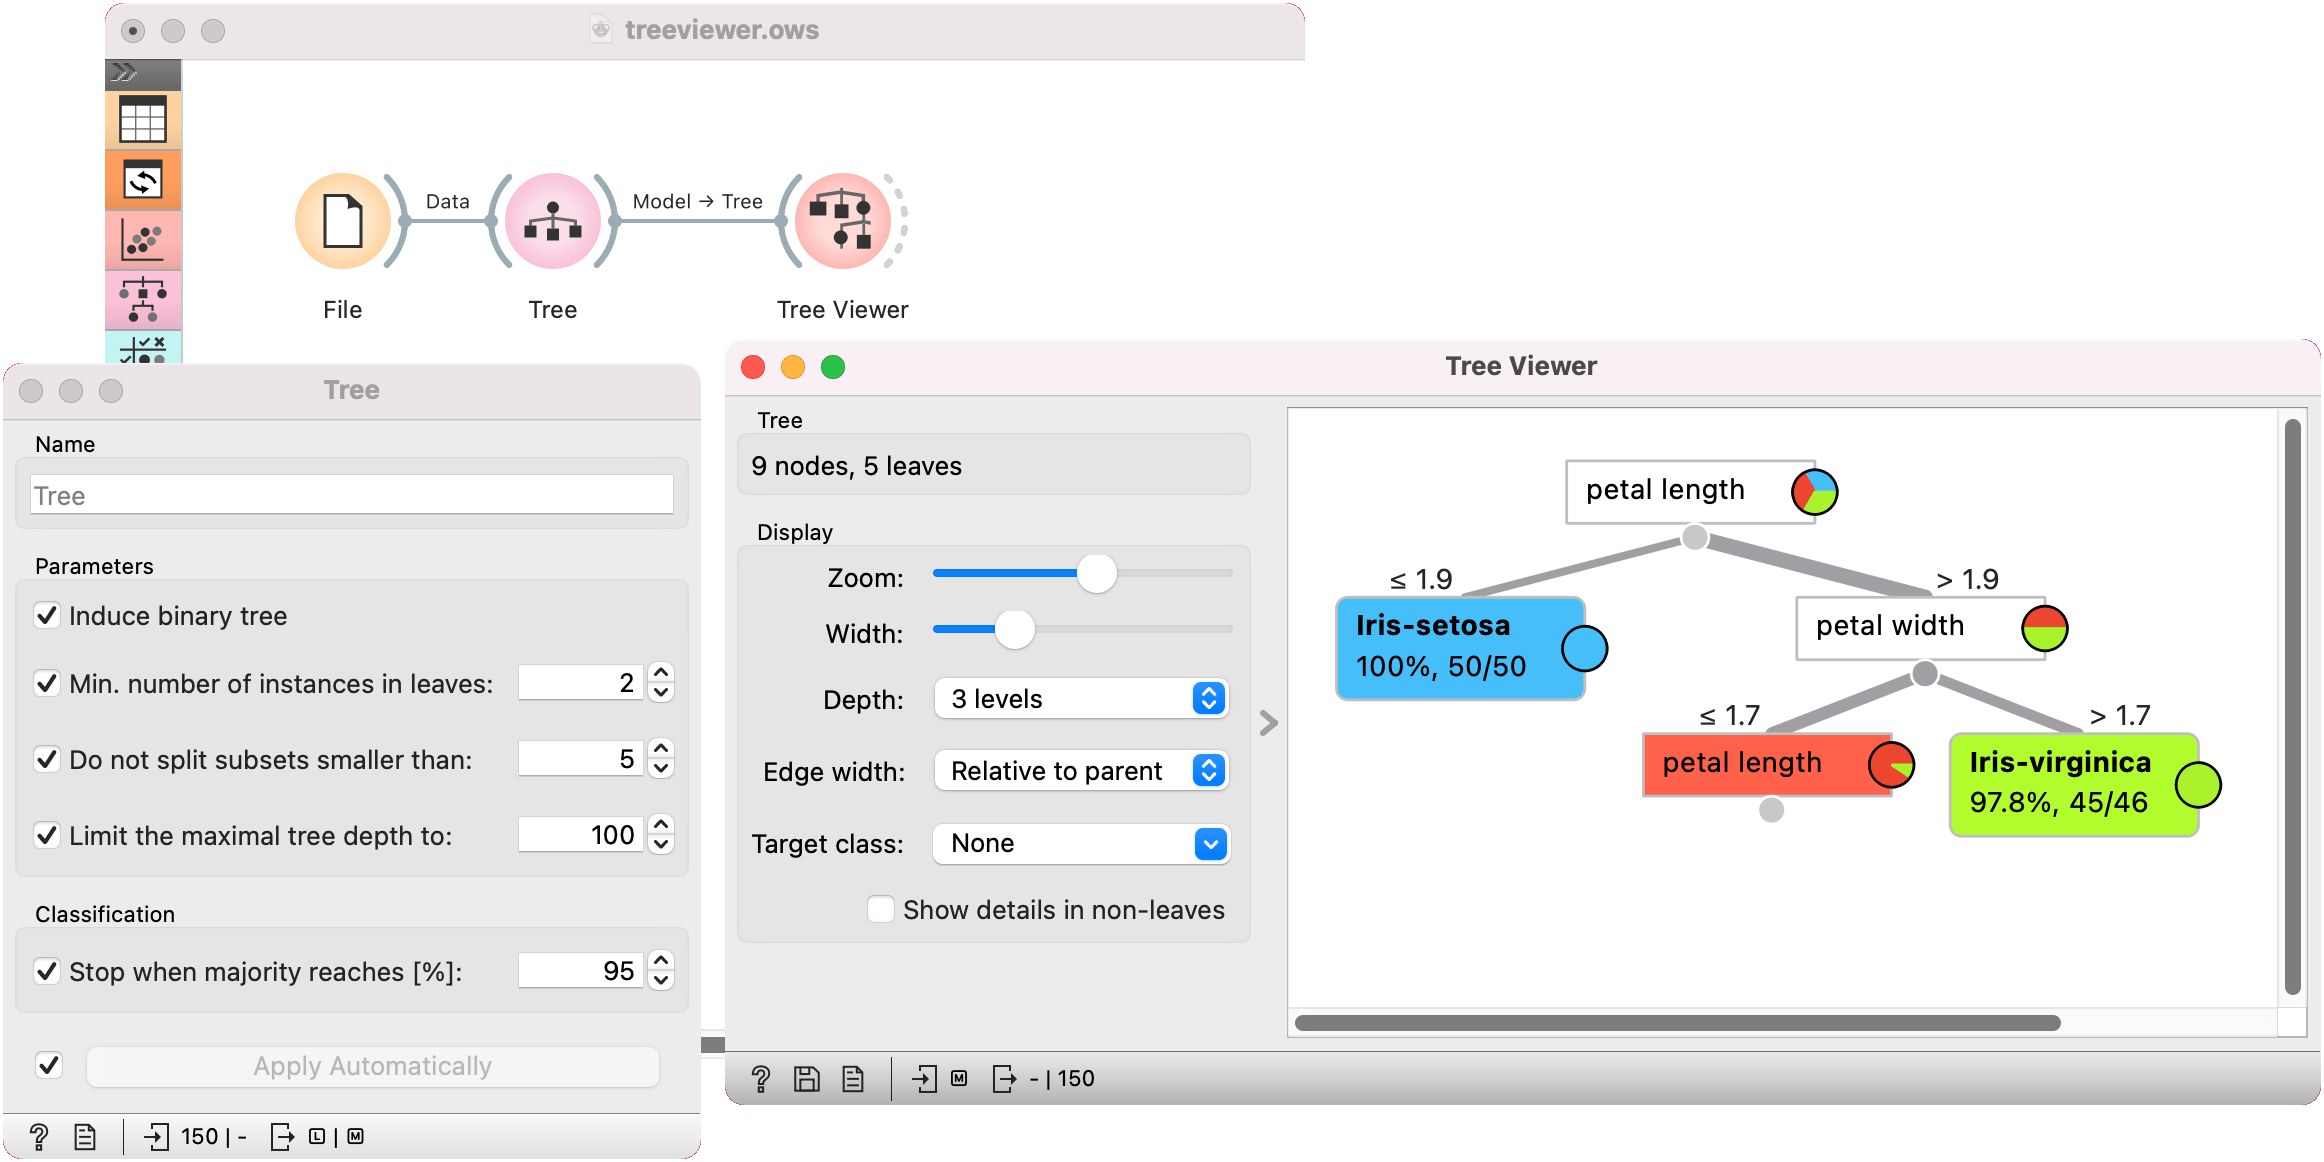 treeviewer.ows
Data
Model → Tree
File
Tree
Tree Viewer
Tree
Name
Tree
Parameters
Induce binary tree
Min. number of instances in leaves: 2
Do not split subsets smaller than: 5
Limit the maximal tree depth to: 100
Classification
Stop when majority reaches [%]: 95
Apply Automatically
? 150 | - L | M
Tree Viewer
Tree
9 nodes, 5 leaves
Display
Zoom:
Width:
Depth: 3 levels
Edge width: Relative to parent
Target class: None
Show details in non-leaves
petal length
≤ 1.9
> 1.9
Iris-setosa
100%, 50/50
petal width
≤ 1.7
> 1.7
petal length
Iris-virginica
97.8%, 45/46
? M - | 150